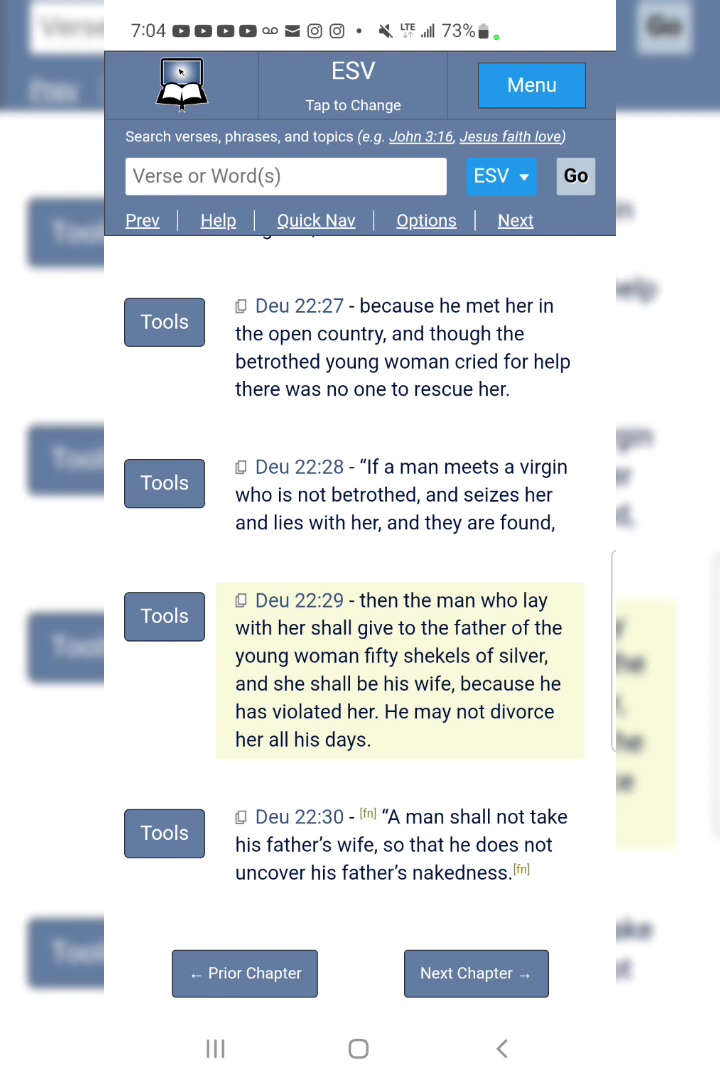 7:04 LTE 73%
ESV
Tap to Change
Menu
Search verses, phrases, and topics (e.g. John 3:16, Jesus faith love)
Verse or Word(s)
ESV
Go
Prev | Help | Quick Nav | Options | Next
Tools
Deu 22:27 - because he met her in
the open country, and though the
betrothed young woman cried for help
there was no one to rescue her.
Tools
Deu 22:28 - “If a man meets a virgin
who is not betrothed, and seizes her
and lies with her, and they are found,
Tools
Deu 22:29 - then the man who lay
with her shall give to the father of the
young woman fifty shekels of silver,
and she shall be his wife, because he
has violated her. He may not divorce
her all his days.
Tools
Deu 22:30 - [fn] “A man shall not take
his father’s wife, so that he does not
uncover his father’s nakedness.[fn]
← Prior Chapter
Next Chapter →